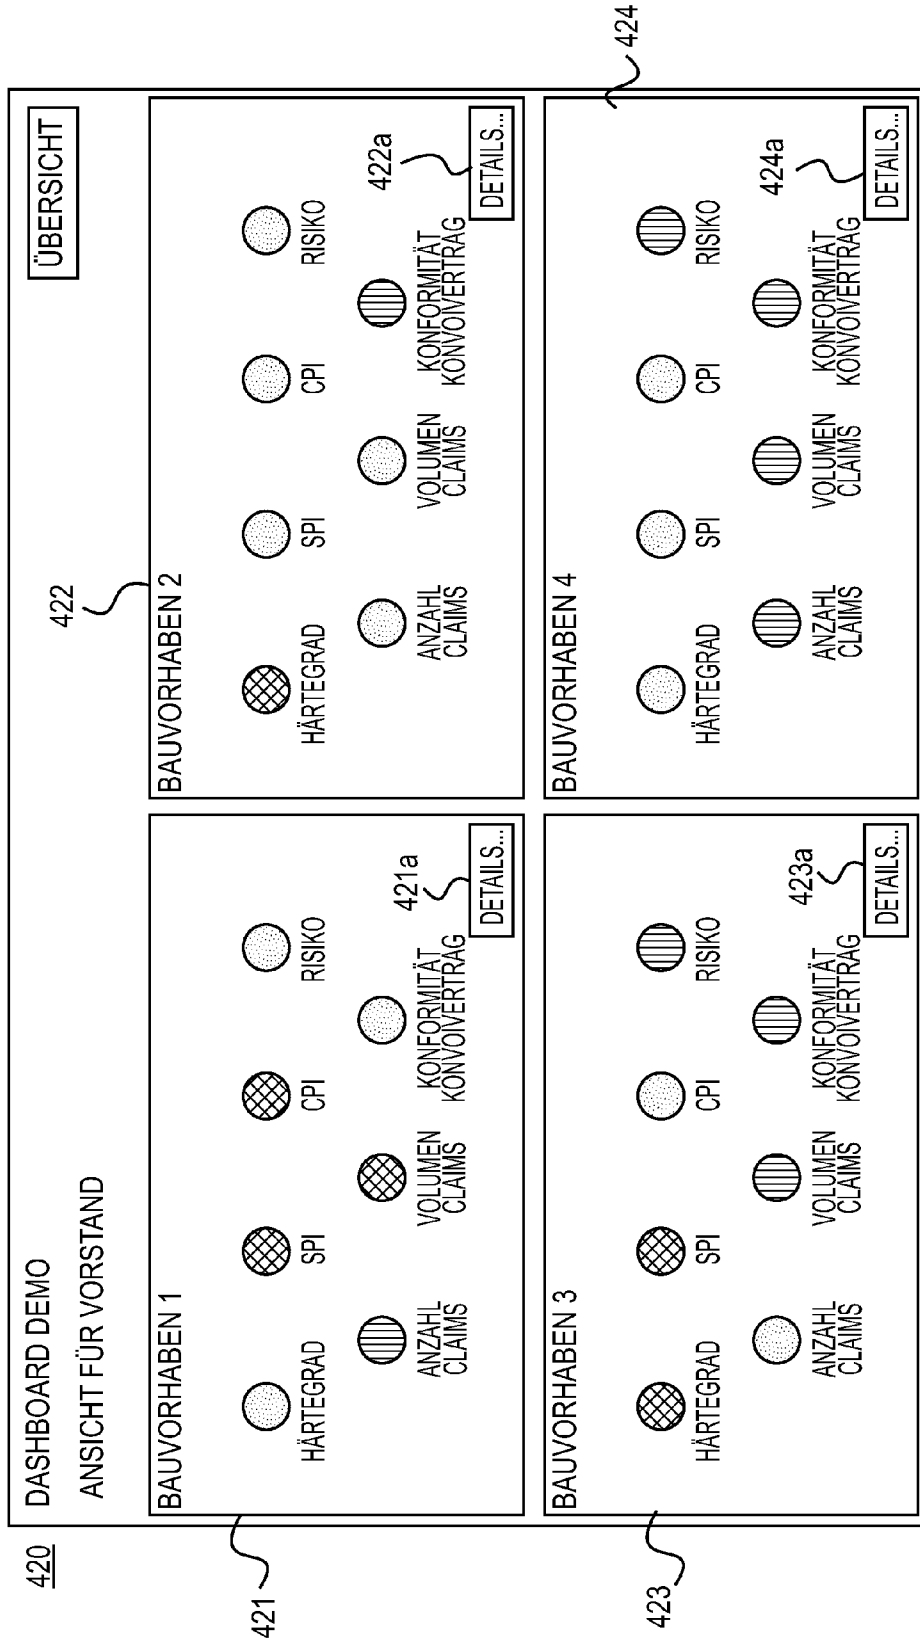 420
DASHBOARD DEMO
ANSICHT FÜR VORSTAND
ÜBERSICHT
421
BAUVORHABEN 1
HÄRTEGRAD
SPI
CPI
RISIKO
ANZAHL
CLAIMS
VOLUMEN
CLAIMS
KONFORMITÄT
KONVOIVERTRAG
421a
DETAILS...
422
BAUVORHABEN 2
HÄRTEGRAD
SPI
CPI
RISIKO
ANZAHL
CLAIMS
VOLUMEN
CLAIMS
KONFORMITÄT
KONVOIVERTRAG
422a
DETAILS...
423
BAUVORHABEN 3
HÄRTEGRAD
SPI
CPI
RISIKO
ANZAHL
CLAIMS
VOLUMEN
CLAIMS
KONFORMITÄT
KONVOIVERTRAG
423a
DETAILS...
424
BAUVORHABEN 4
HÄRTEGRAD
SPI
CPI
RISIKO
ANZAHL
CLAIMS
VOLUMEN
CLAIMS
KONFORMITÄT
KONVOIVERTRAG
424a
DETAILS...